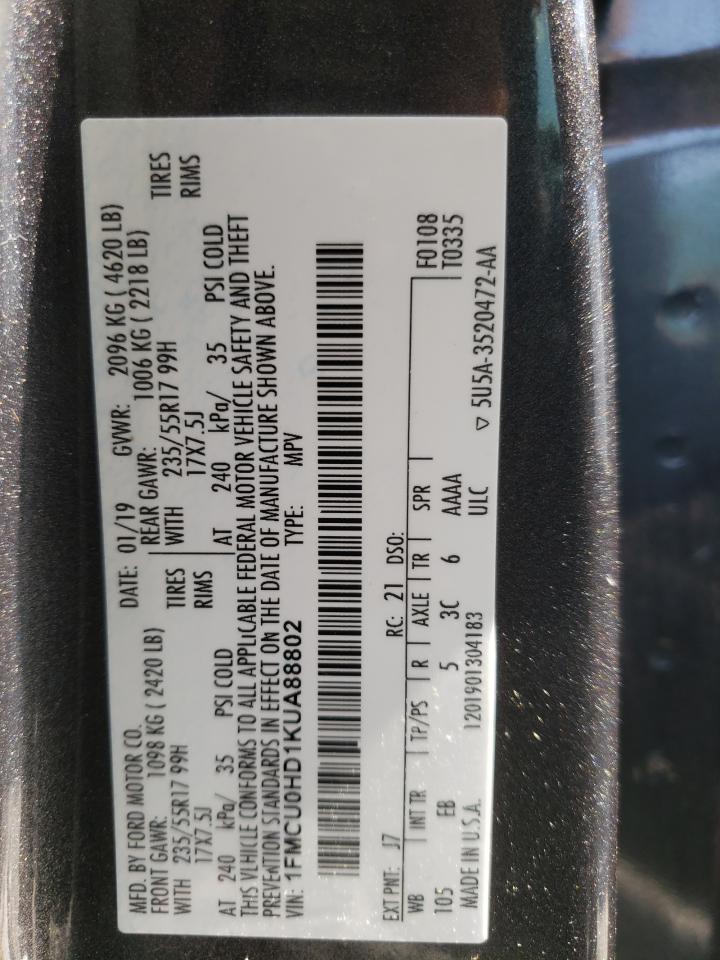 MFD. BY FORD MOTOR CO. DATE: 01/19 GVWR: 2096 KG ( 4620 LB)
FRONT GAWR: 1098 KG ( 2420 LB) REAR GAWR: 1006 KG ( 2218 LB)
WITH 235/55R17 99H TIRES WITH 235/55R17 99H TIRES
17X7.5J RIMS 17X7.5J RIMS
AT 240 kPa/ 35 PSI COLD AT 240 kPa/ 35 PSI COLD
THIS VEHICLE CONFORMS TO ALL APPLICABLE FEDERAL MOTOR VEHICLE SAFETY AND THEFT
PREVENTION STANDARDS IN EFFECT ON THE DATE OF MANUFACTURE SHOWN ABOVE.
VIN: 1FMCU0HD1KUA88802 TYPE: MPV
EXT PNT: J7 RC: 21 DSO: F0108
WB INT TR TP/PS R AXLE TR SPR T0335
105 EB 5 3C 6 AAAA
MADE IN U.S.A. 1201901304183 ULC ▽ 5U5A-3520472-AA